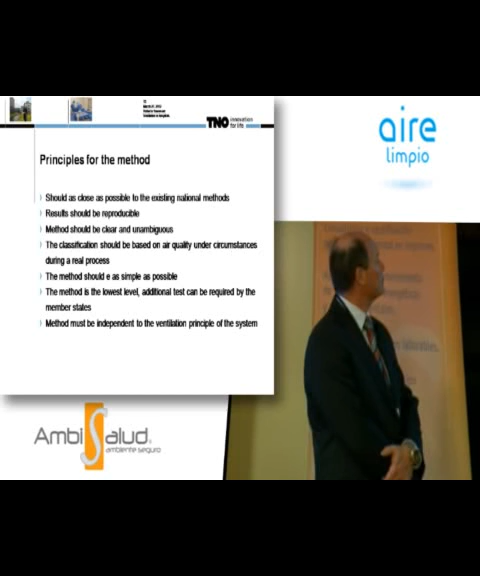 TNO innovation
for life
aire
limpio
Principles for the method
Should as close as possible to the existing national methods
Results should be reproducible
Method should be clear and unambiguous
The classification should be based on air quality under circumstances
during a real process
The method should e as simple as possible
The method is the lowest level, additional test can be required by the
member states
Method must be independent to the ventilation principle of the system
AmbiSalud.
ambiente seguro